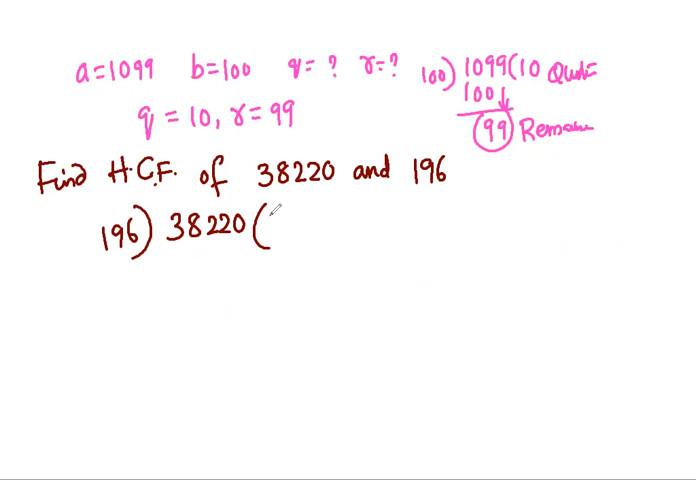 a=1099 b=100 q=? r=? 100) 1099(10 Quot
100
q = 10, r = 99 99 Remain
Find H.C.F. of 38220 and 196
196) 38220 (